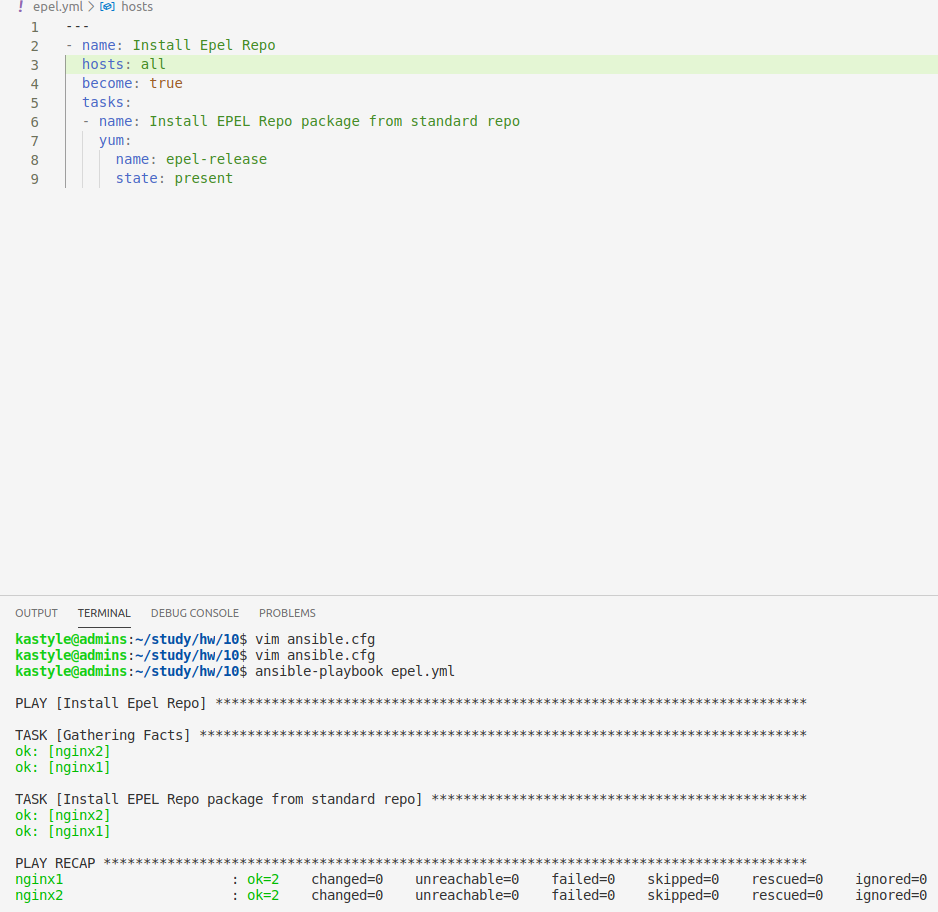 ! epel.yml > hosts
1 ---
2 - name: Install Epel Repo
3   hosts: all
4   become: true
5   tasks:
6   - name: Install EPEL Repo package from standard repo
7     yum:
8       name: epel-release
9       state: present
OUTPUT TERMINAL DEBUG CONSOLE PROBLEMS
kastyle@admins:~/study/hw/10$ vim ansible.cfg
kastyle@admins:~/study/hw/10$ vim ansible.cfg
kastyle@admins:~/study/hw/10$ ansible-playbook epel.yml
PLAY [Install Epel Repo] **************************************************************************
TASK [Gathering Facts] ****************************************************************************
ok: [nginx2]
ok: [nginx1]
TASK [Install EPEL Repo package from standard repo] ***********************************************
ok: [nginx2]
ok: [nginx1]
PLAY RECAP ****************************************************************************************
nginx1 : ok=2 changed=0 unreachable=0 failed=0 skipped=0 rescued=0 ignored=0
nginx2 : ok=2 changed=0 unreachable=0 failed=0 skipped=0 rescued=0 ignored=0